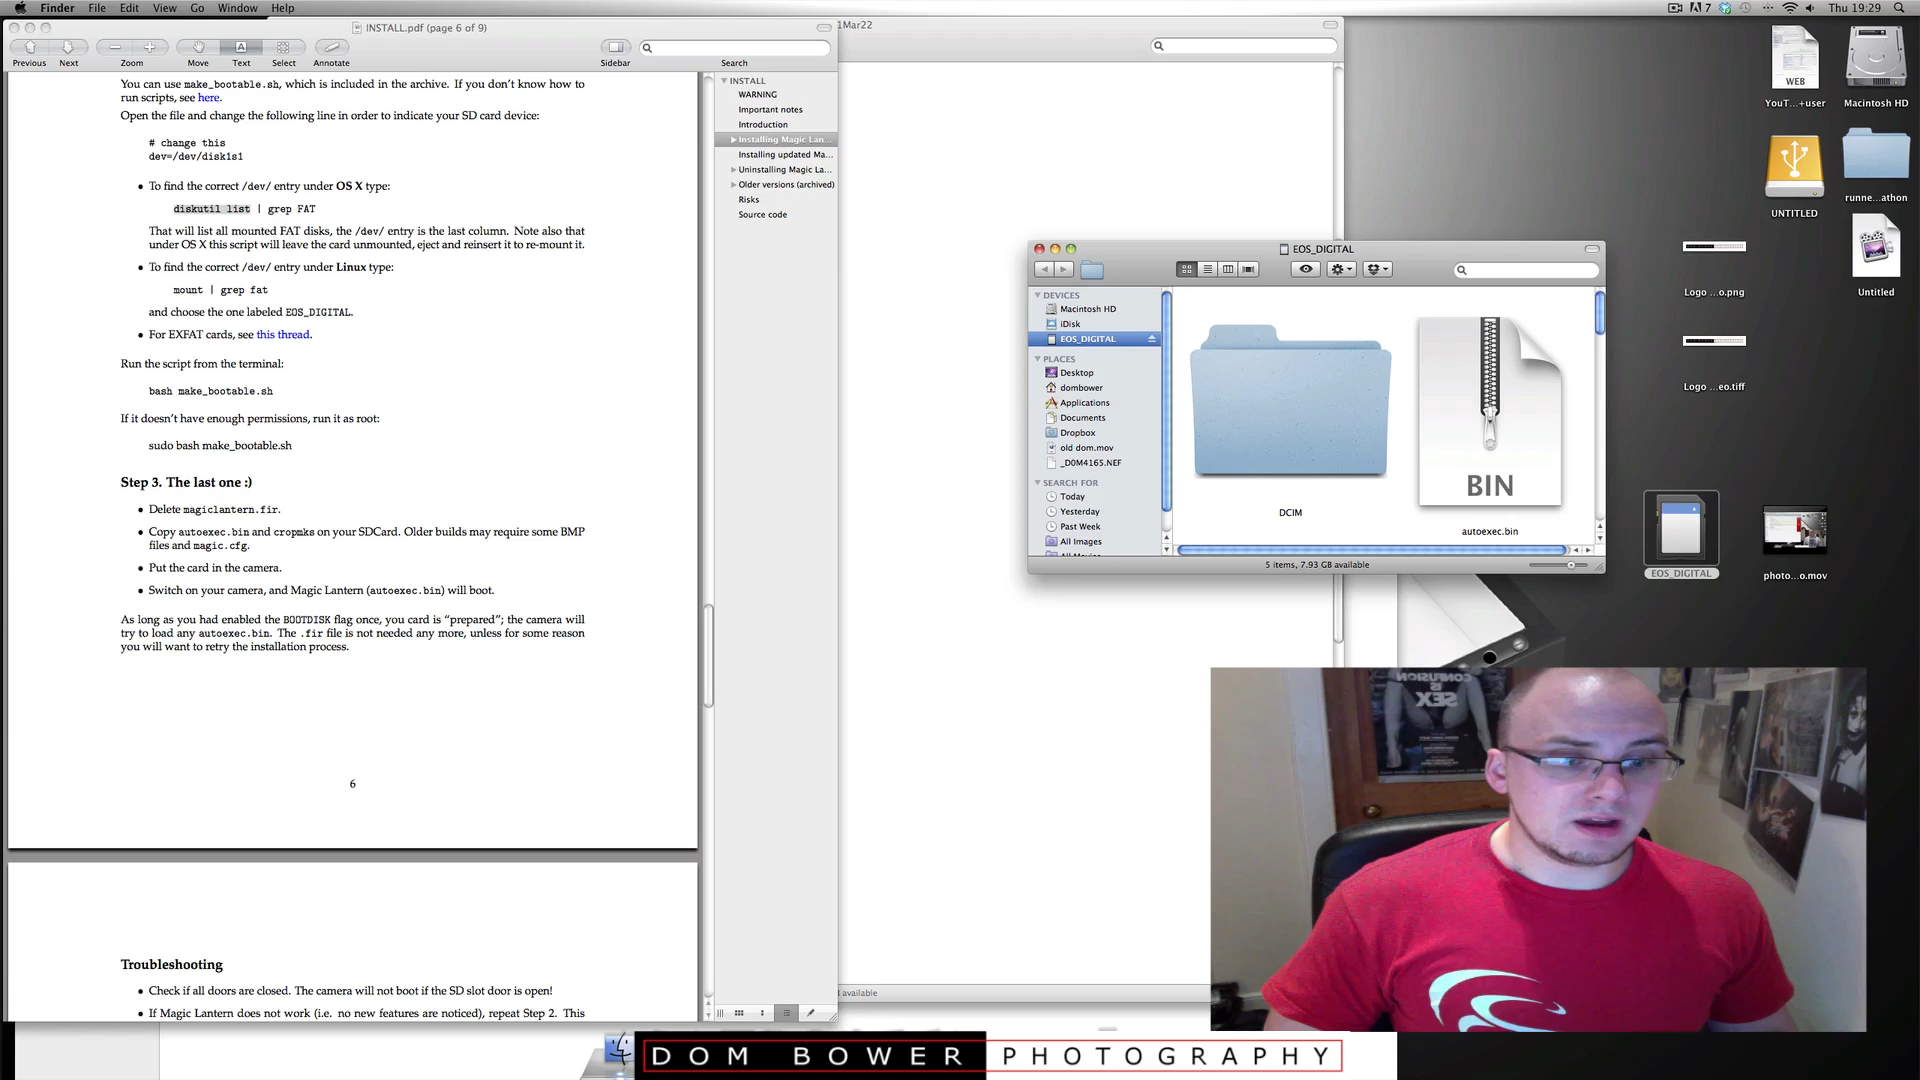 Finder File Edit View Go Window Help
7
Thu 19:29
INSTALL.pdf (page 6 of 9)
Previous Next Zoom Move Text Select Annotate Sidebar Search
You can use make_bootable.sh, which is included in the archive. If you don't know how to
run scripts, see here.
Open the file and change the following line in order to indicate your SD card device:
# change this
dev=/dev/disk1s1
• To find the correct /dev/ entry under OS X type:
diskutil list | grep FAT
That will list all mounted FAT disks, the /dev/ entry is the last column. Note also that
under OS X this script will leave the card unmounted, eject and reinsert it to re-mount it.
• To find the correct /dev/ entry under Linux type:
mount | grep fat
and choose the one labeled EOS_DIGITAL.
• For EXFAT cards, see this thread.
Run the script from the terminal:
bash make_bootable.sh
If it doesn't have enough permissions, run it as root:
sudo bash make_bootable.sh
Step 3. The last one :)
• Delete magiclantern.fir.
• Copy autoexec.bin and cropmks on your SDCard. Older builds may require some BMP
files and magic.cfg.
• Put the card in the camera.
• Switch on your camera, and Magic Lantern (autoexec.bin) will boot.
As long as you had enabled the BOOTDISK flag once, you card is "prepared"; the camera will
try to load any autoexec.bin. The .fir file is not needed any more, unless for some reason
you will want to retry the installation process.
6
Troubleshooting
• Check if all doors are closed. The camera will not boot if the SD slot door is open!
• If Magic Lantern does not work (i.e. no new features are noticed), repeat Step 2. This
INSTALL
WARNING
Important notes
Introduction
Installing Magic Lan...
Installing updated Ma...
Uninstalling Magic La...
Older versions (archived)
Risks
Source code
1Mar22
available
EOS_DIGITAL
DEVICES
Macintosh HD
iDisk
EOS_DIGITAL
PLACES
Desktop
dombower
Applications
Documents
Dropbox
old dom.mov
_D0M4165.NEF
SEARCH FOR
Today
Yesterday
Past Week
All Images
DCIM
BIN
autoexec.bin
5 items, 7.93 GB available
WEB
YouT...+user
Macintosh HD
UNTITLED
runne...athon
Logo ...o.png
Untitled
Logo ...eo.tiff
EOS_DIGITAL
photo...o.mov
CONFUSION
IS
SEX
DOM BOWER PHOTOGRAPHY